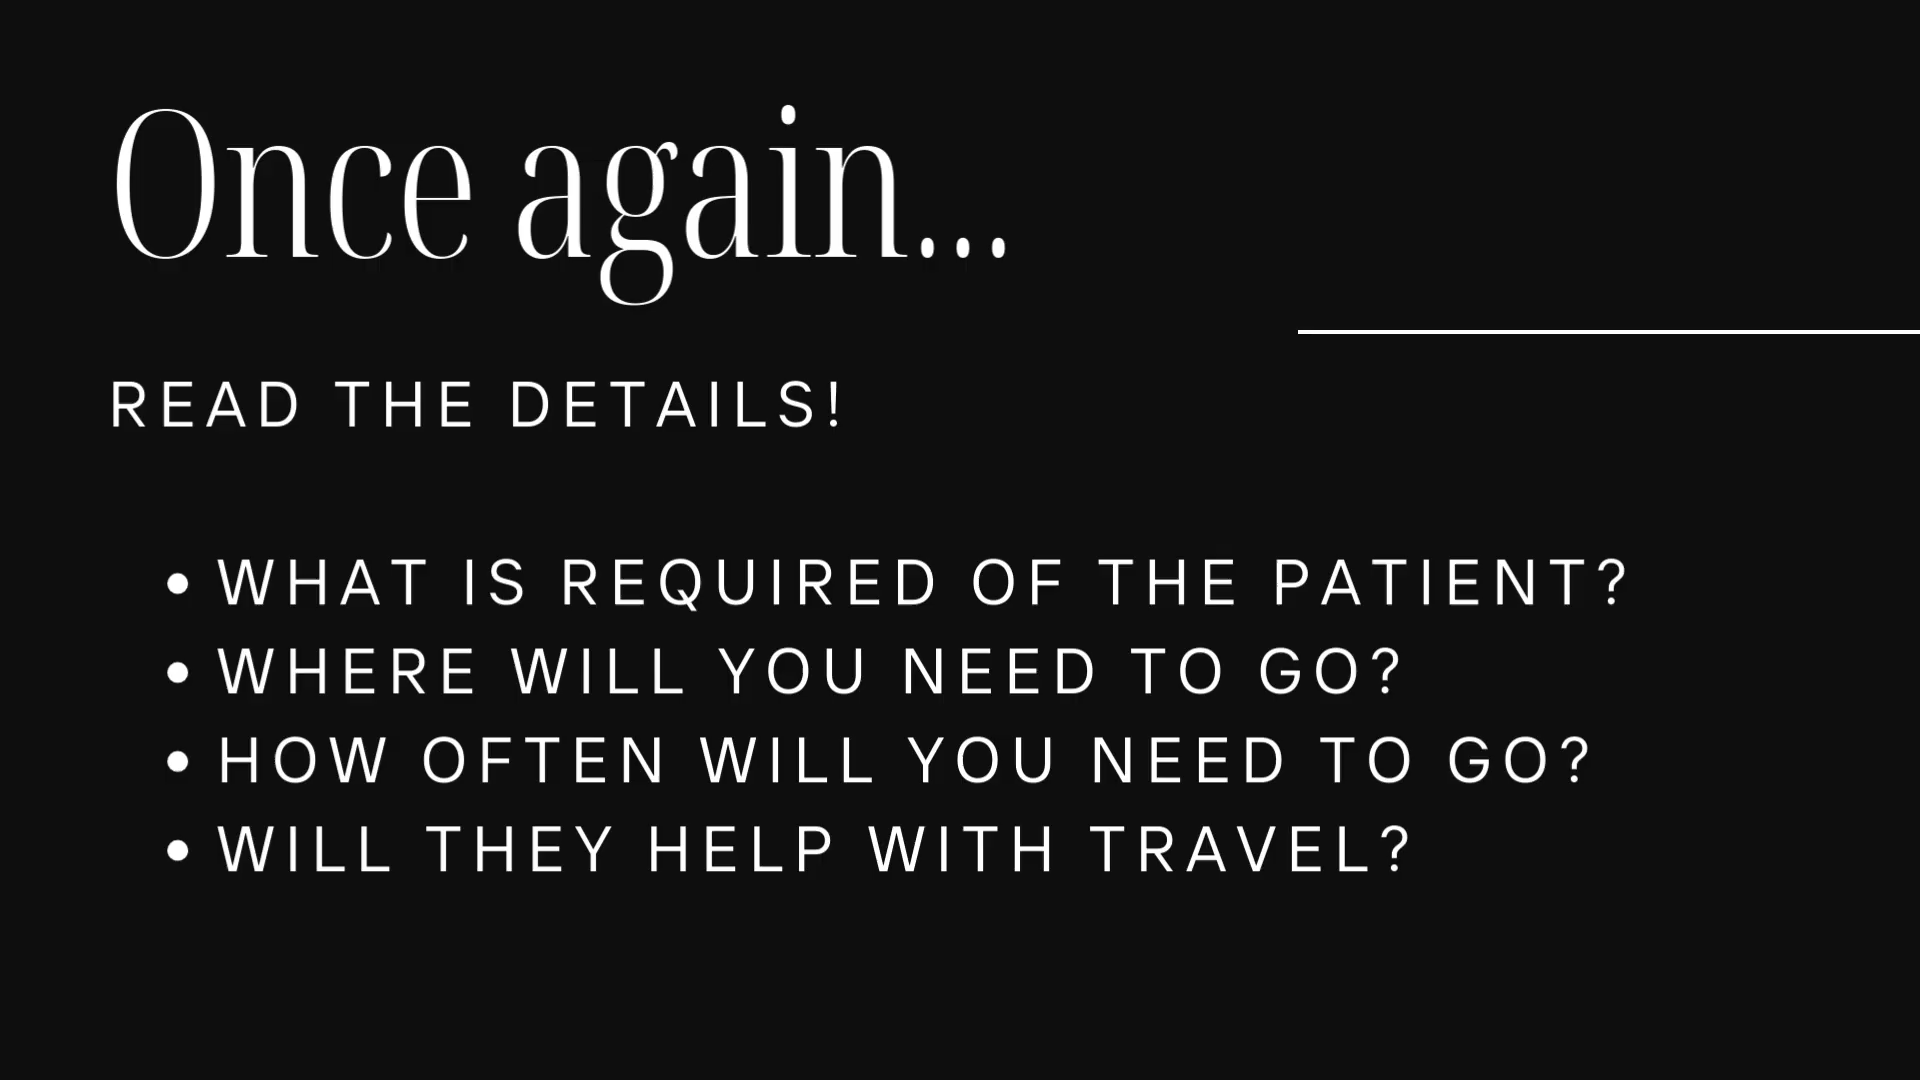 Once again...
READ THE DETAILS!
• WHAT IS REQUIRED OF THE PATIENT?
• WHERE WILL YOU NEED TO GO?
• HOW OFTEN WILL YOU NEED TO GO?
• WILL THEY HELP WITH TRAVEL?